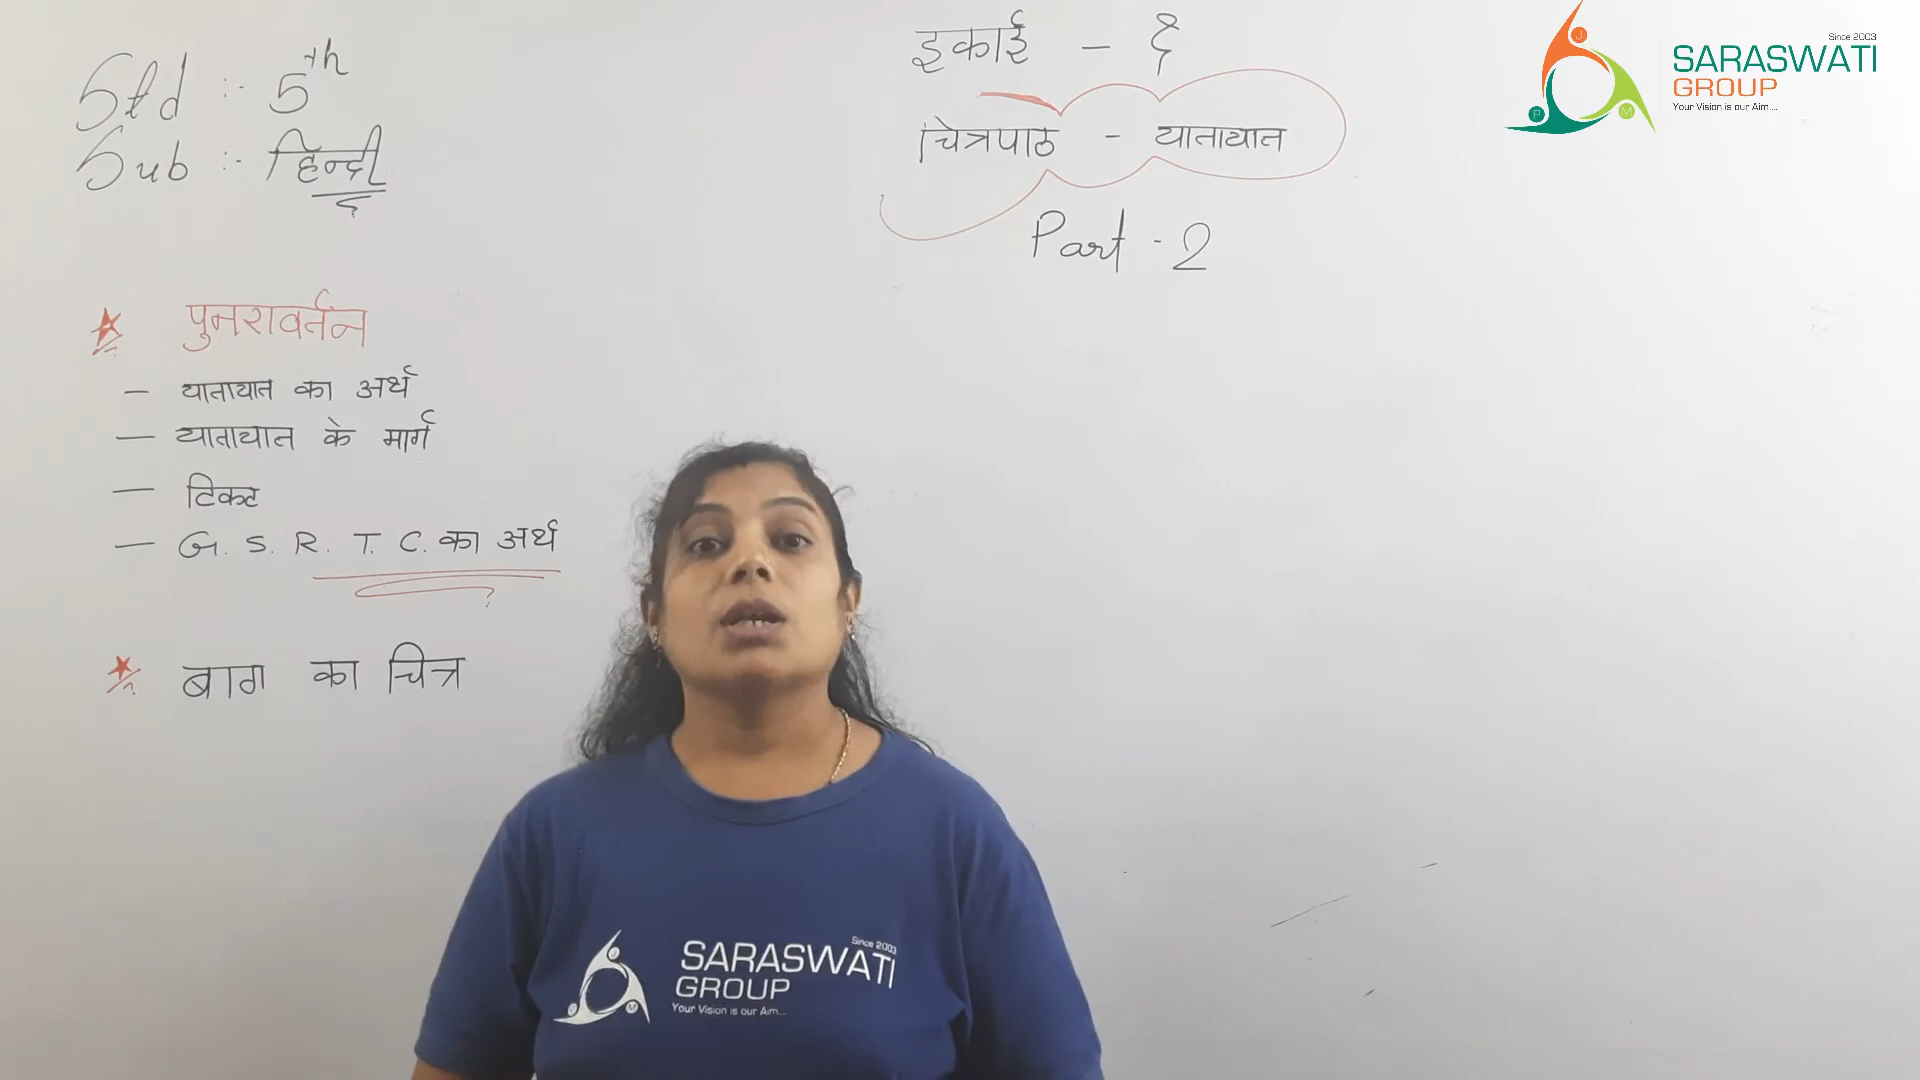 Std :- 5th
Sub :- हिन्दी
इकाई - १
चित्रपाठ - यातायात
Part - 2
पुनरावर्तन
- यातायात का अर्थ
- यातायात के मार्ग
- टिकट
- G. S. R. T. C. का अर्थ
बाग का चित्र
Since 2003
SARASWATI
GROUP
Your Vision is our Aim....
J
P
M
Since 2003
SARASWATI
GROUP
Your Vision is our Aim...